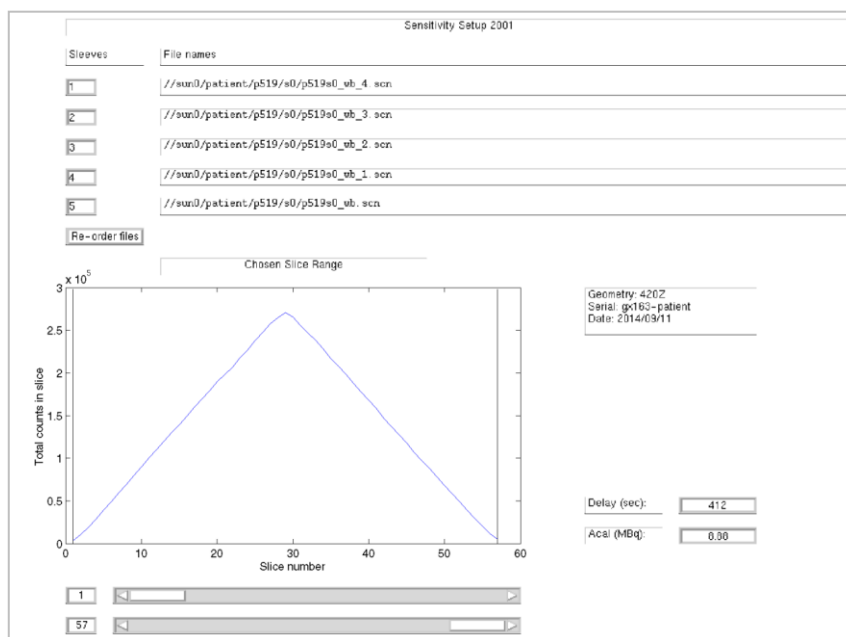 Sensitivity Setup 2001
Sleeves File names
1 //sun0/patient/p519/s0/p519s0_wb_4.scn
2 //sun0/patient/p519/s0/p519s0_wb_3.scn
3 //sun0/patient/p519/s0/p519s0_wb_2.scn
4 //sun0/patient/p519/s0/p519s0_wb_1.scn
5 //sun0/patient/p519/s0/p519s0_wb.scn
Re-order files
Chosen Slice Range
x 10^5
3
2.5
2
1.5
1
0.5
0
Total counts in slice
0 10 20 30 40 50 60
Slice number
Geometry: 420Z
Serial: gx163-patient
Date: 2014/09/11
Delay (sec): 412
Acal (MBq):
1
57